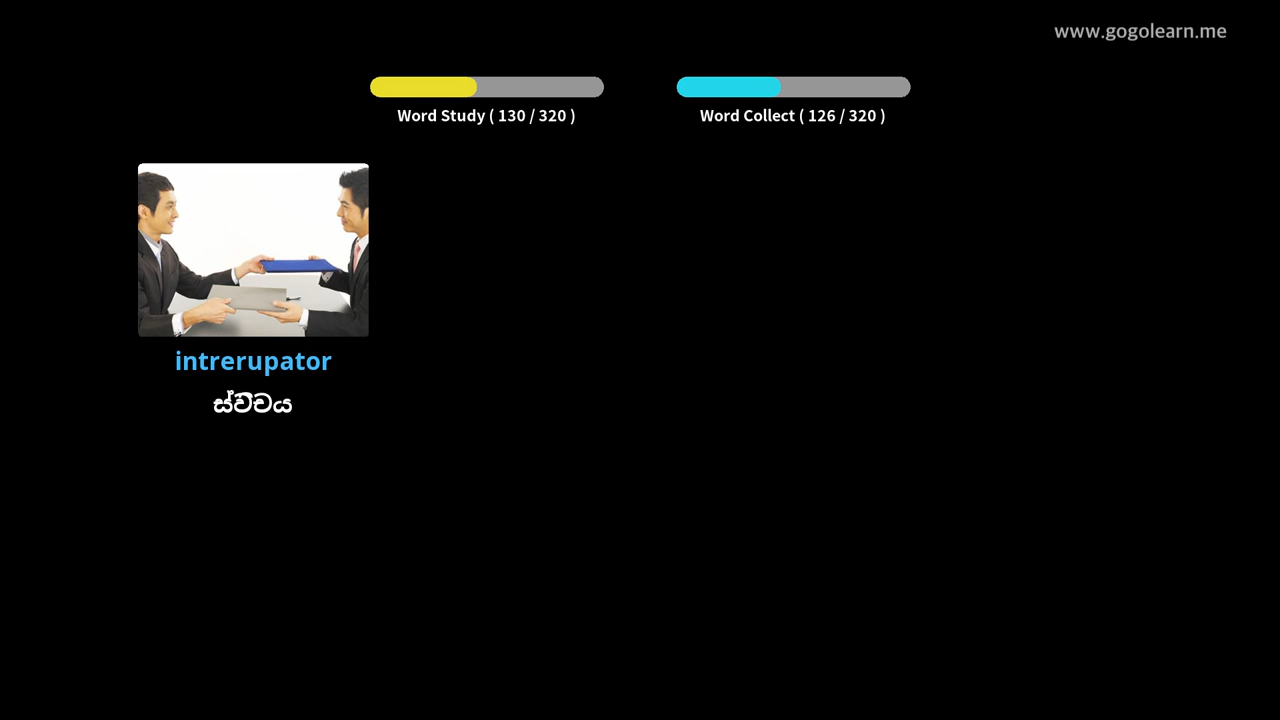 www.gogolearn.me
Word Study ( 130 / 320 )
Word Collect ( 126 / 320 )
intrerupator
ස්විචය